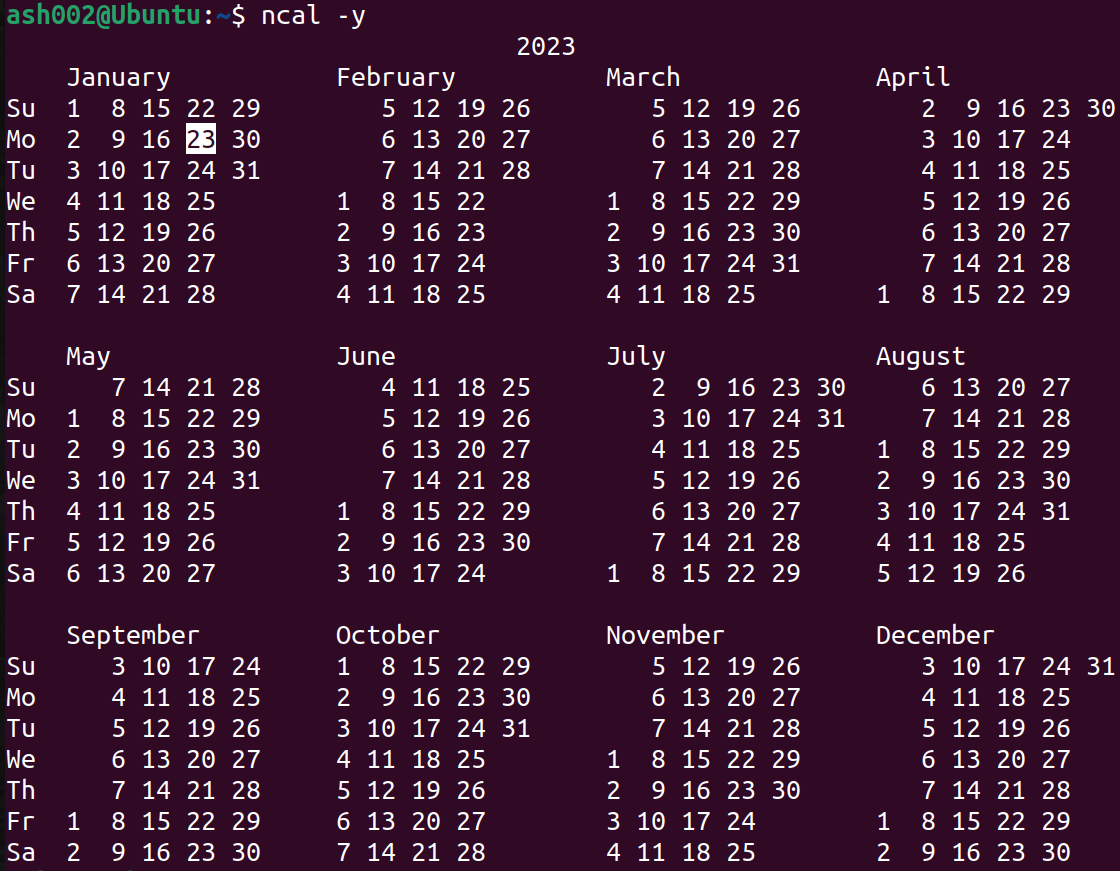 ash002@Ubuntu:~$ ncal -y
                                  2023
    January           February          March             April
Su  1  8 15 22 29        5 12 19 26        5 12 19 26        2  9 16 23 30
Mo  2  9 16 23 30        6 13 20 27        6 13 20 27        3 10 17 24
Tu  3 10 17 24 31        7 14 21 28        7 14 21 28        4 11 18 25
We  4 11 18 25        1  8 15 22        1  8 15 22 29        5 12 19 26
Th  5 12 19 26        2  9 16 23        2  9 16 23 30        6 13 20 27
Fr  6 13 20 27        3 10 17 24        3 10 17 24 31        7 14 21 28
Sa  7 14 21 28        4 11 18 25        4 11 18 25        1  8 15 22 29

    May               June              July              August
Su     7 14 21 28        4 11 18 25        2  9 16 23 30     6 13 20 27
Mo  1  8 15 22 29        5 12 19 26        3 10 17 24 31     7 14 21 28
Tu  2  9 16 23 30        6 13 20 27        4 11 18 25     1  8 15 22 29
We  3 10 17 24 31        7 14 21 28        5 12 19 26     2  9 16 23 30
Th  4 11 18 25        1  8 15 22 29        6 13 20 27     3 10 17 24 31
Fr  5 12 19 26        2  9 16 23 30        7 14 21 28     4 11 18 25
Sa  6 13 20 27        3 10 17 24        1  8 15 22 29     5 12 19 26

    September         October           November          December
Su     3 10 17 24     1  8 15 22 29        5 12 19 26        3 10 17 24 31
Mo     4 11 18 25     2  9 16 23 30        6 13 20 27        4 11 18 25
Tu     5 12 19 26     3 10 17 24 31        7 14 21 28        5 12 19 26
We     6 13 20 27     4 11 18 25        1  8 15 22 29        6 13 20 27
Th     7 14 21 28     5 12 19 26        2  9 16 23 30        7 14 21 28
Fr  1  8 15 22 29     6 13 20 27        3 10 17 24        1  8 15 22 29
Sa  2  9 16 23 30     7 14 21 28        4 11 18 25        2  9 16 23 30